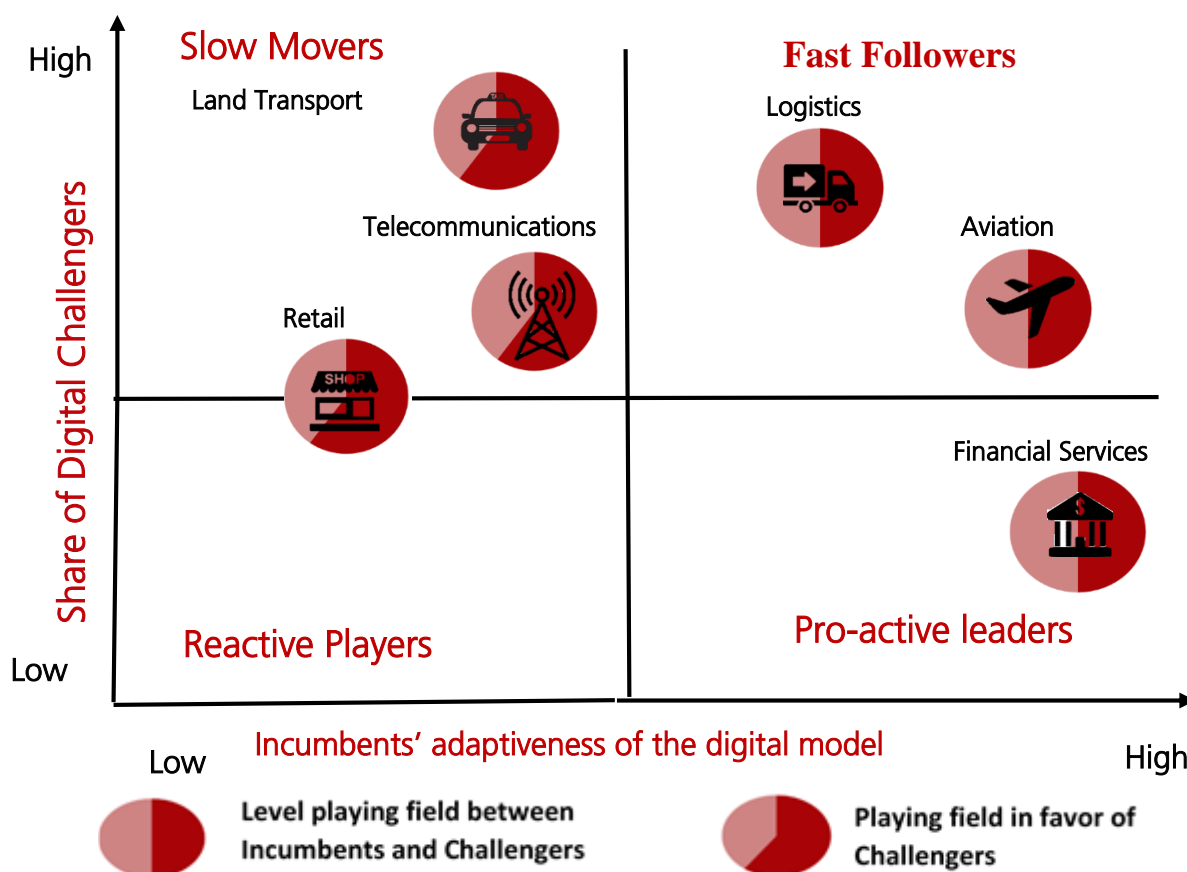 Slow Movers
Fast Followers
High
Land Transport
Logistics
TAXI
Telecommunications
Aviation
Retail
SHOP
Share of Digital Challengers
Financial Services
$
Reactive Players
Pro-active leaders
Low
Incumbents’ adaptiveness of the digital model
Low
High
Level playing field between
Incumbents and Challengers
Playing field in favor of
Challengers